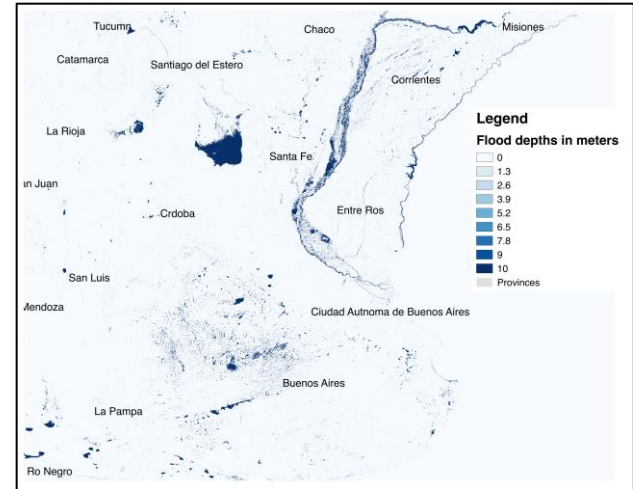 Tucumn
Chaco
Misiones
Catamarca
Santiago del Estero
Corrientes
Legend
Flood depths in meters
0
1.3
2.6
3.9
5.2
6.5
7.8
9
10
Provinces
La Rioja
Santa Fe
an Juan
Crdoba
Entre Ros
San Luis
Mendoza
Ciudad Autnoma de Buenos Aires
Buenos Aires
La Pampa
Ro Negro